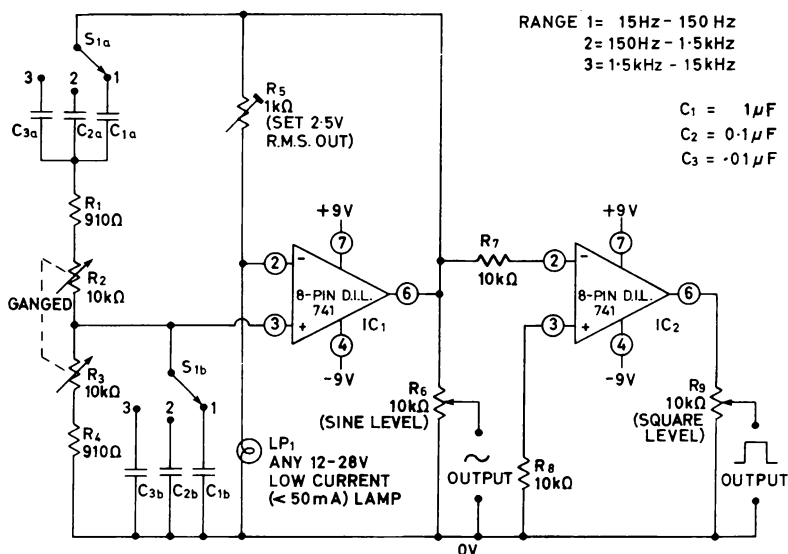 RANGE 1 = 15Hz - 150 Hz
2 = 150Hz - 1·5kHz
3 = 1·5kHz - 15kHz
C1 = 1µF
C2 = 0·1µF
C3 = ·01µF
S1a
3
2
1
C3a
C2a
C1a
R5
1kΩ
(SET 2·5V
R.M.S. OUT)
R1
910Ω
R2
10kΩ
GANGED
R3
10kΩ
R4
910Ω
S1b
3
2
1
C3b
C2b
C1b
LP1
ANY 12-28V
LOW CURRENT
(< 50mA) LAMP
+9V
7
2
-
8-PIN D.I.L.
741
6
3
+
IC1
4
-9V
R6
10kΩ
(SINE LEVEL)
~
OUTPUT
R7
10kΩ
+9V
7
2
-
8-PIN D.I.L.
741
6
3
+
IC2
4
-9V
R8
10kΩ
R9
10kΩ
(SQUARE
LEVEL)
OUTPUT
0V